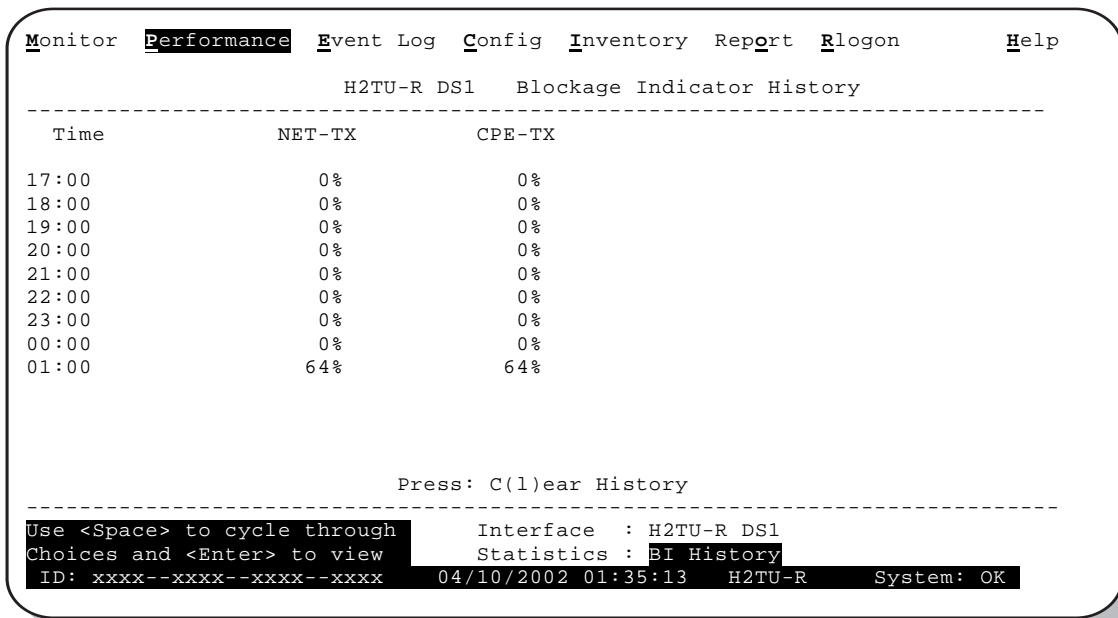 Monitor Performance Event Log Config Inventory Report Rlogon Help
H2TU-R DS1 Blockage Indicator History
-----------------------------------------------------------------------------
Time NET-TX CPE-TX
17:00 0% 0%
18:00 0% 0%
19:00 0% 0%
20:00 0% 0%
21:00 0% 0%
22:00 0% 0%
23:00 0% 0%
00:00 0% 0%
01:00 64% 64%
Press: C(l)ear History
------------------------------------------------------------------------------
Use <Space> to cycle through Interface : H2TU-R DS1
Choices and <Enter> to view Statistics : BI History
ID: xxxx--xxxx--xxxx--xxxx 04/10/2002 01:35:13 H2TU-R System: OK